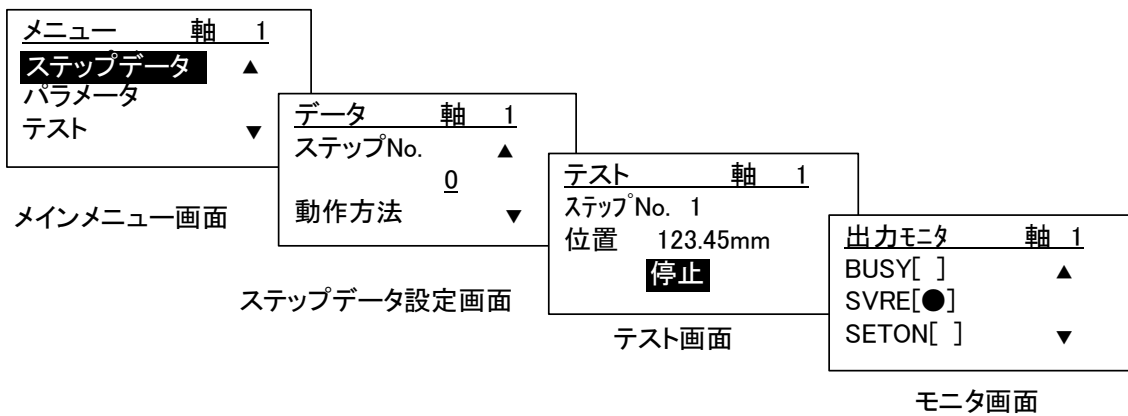 メニュー 軸 1
ステップデータ ▲
パラメータ
テスト ▼
メインメニュー画面
データ 軸 1
ステップNo. ▲
0
動作方法 ▼
ステップデータ設定画面
テスト 軸 1
ステップNo. 1
位置 123.45mm
停止
テスト画面
出力モニタ 軸 1
BUSY[ ] ▲
SVRE[●]
SETON[ ] ▼
モニタ画面